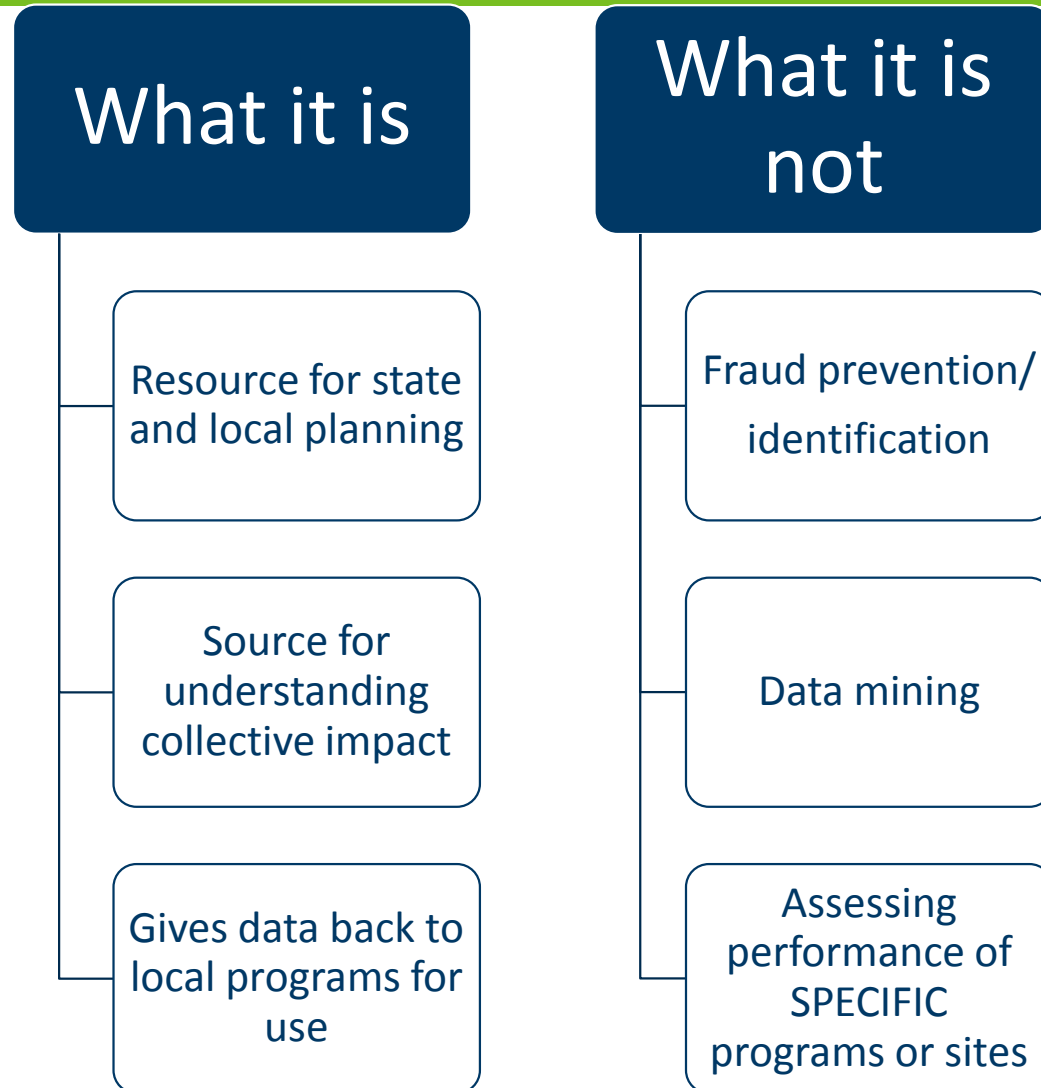 What it is
Resource for state
and local planning
Source for
understanding
collective impact
Gives data back to
local programs for
use
What it is
not
Fraud prevention/
identification
Data mining
Assessing
performance of
SPECIFIC
programs or sites